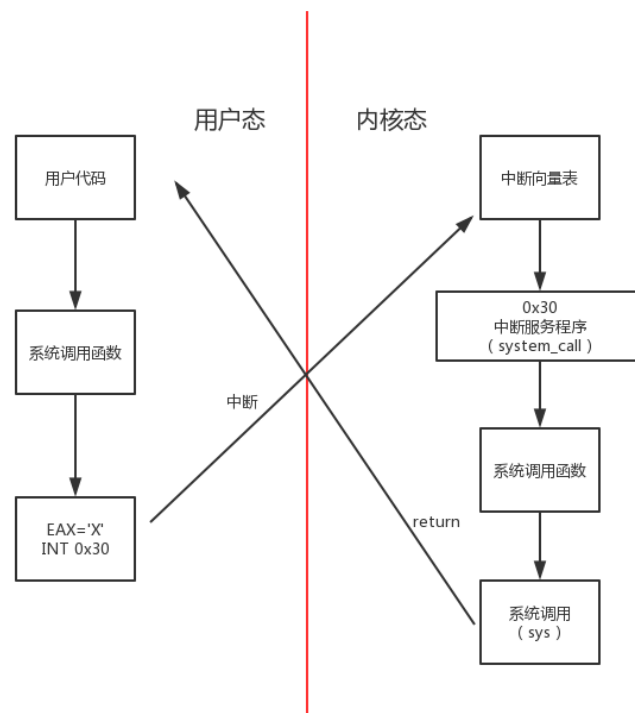 用户态
内核态
用户代码
系统调用函数
EAX='X'
INT 0x30
中断
中断向量表
0x30
中断服务程序
（system_call）
系统调用函数
return
系统调用
（sys）